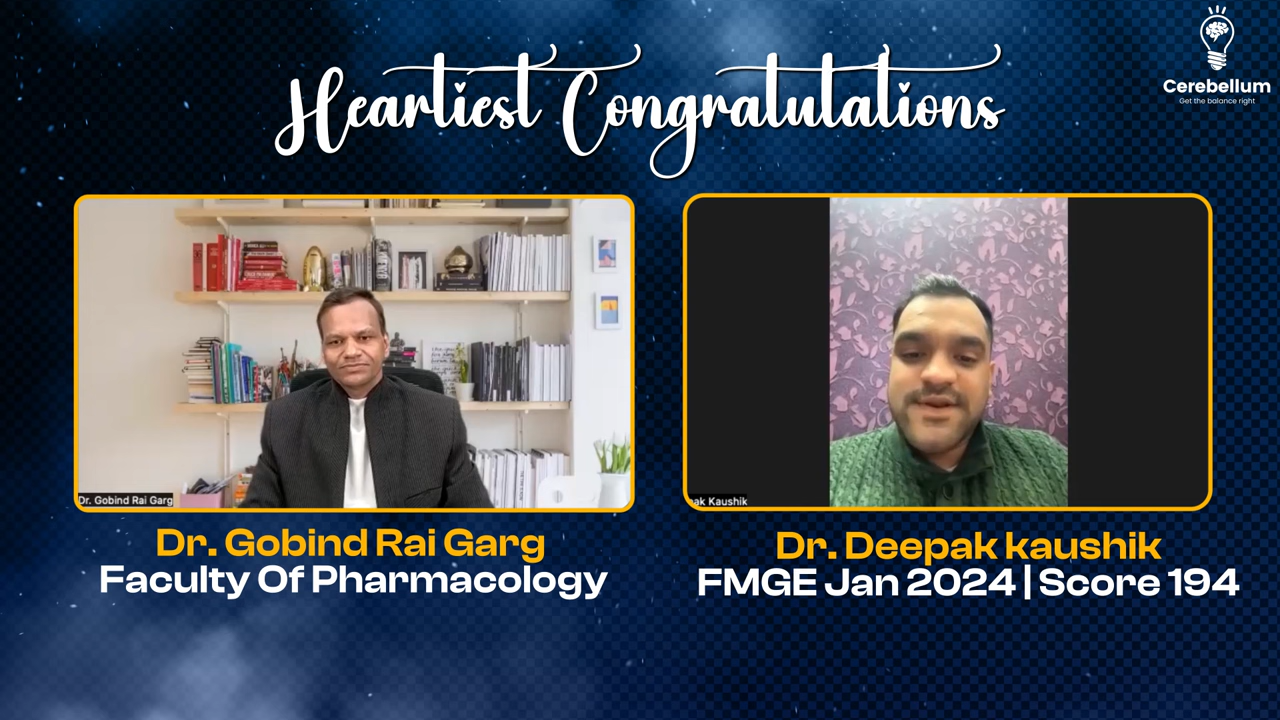 Heartiest Congratulations
Cerebellum
Get the balance right
Dr. Gobind Rai Garg
ak Kaushik
Dr. Gobind Rai Garg
Faculty Of Pharmacology
Dr. Deepak kaushik
FMGE Jan 2024 | Score 194